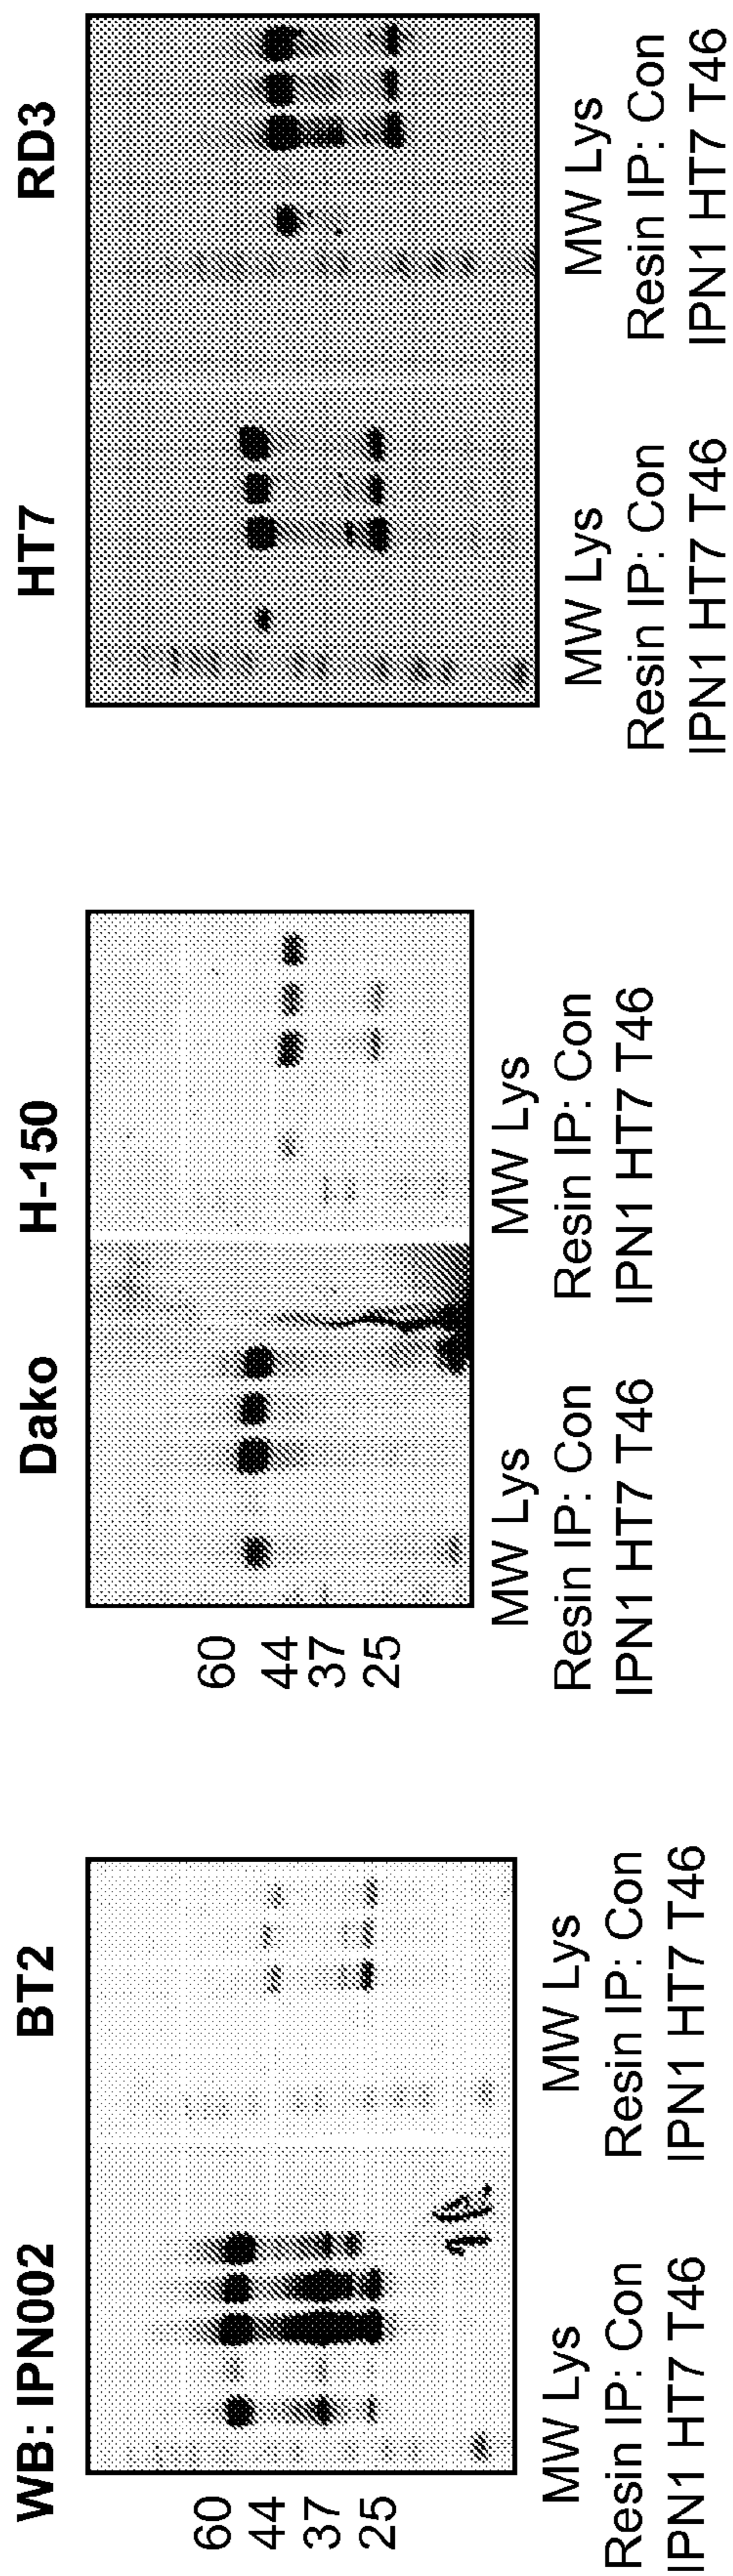 WB: IPN002
BT2
60
44
37
25
MW Lys
Resin IP: Con
IPN1 HT7 T46
MW Lys
Resin IP: Con
IPN1 HT7 T46
Dako
H-150
60
44
37
25
MW Lys
Resin IP: Con
IPN1 HT7 T46
MW Lys
Resin IP: Con
IPN1 HT7 T46
HT7
RD3
MW Lys
Resin IP: Con
IPN1 HT7 T46
MW Lys
Resin IP: Con
IPN1 HT7 T46